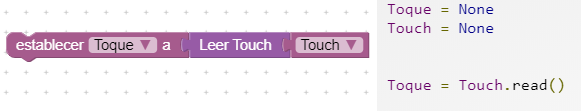 establecer Toque ▼ a Leer Touch Touch ▼
Toque = None
Touch = None
Toque = Touch.read()